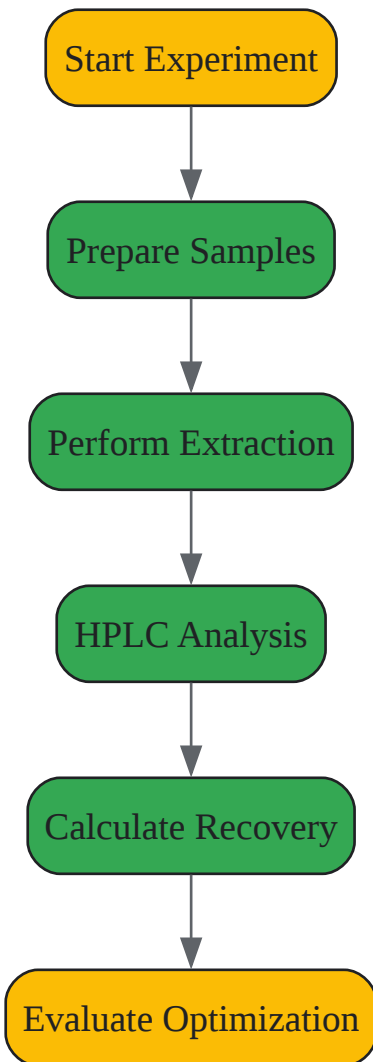 Start Experiment
Prepare Samples
Perform Extraction
HPLC Analysis
Calculate Recovery
Evaluate Optimization